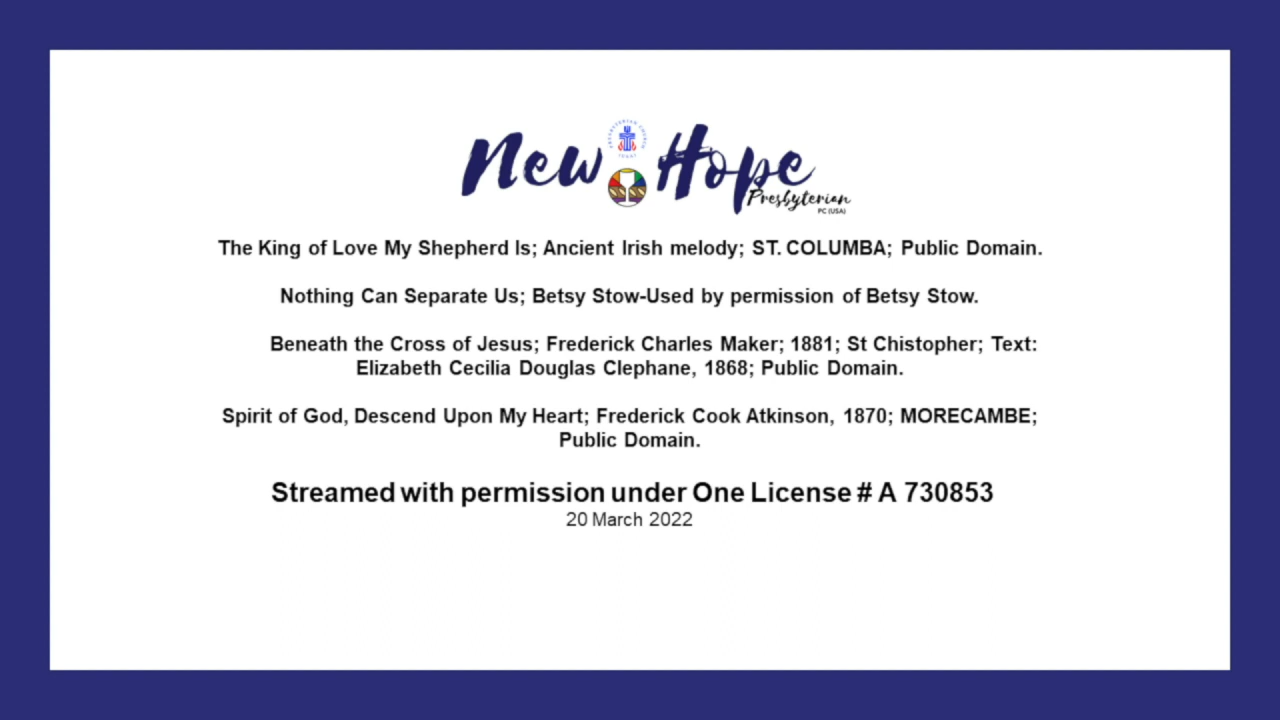 New Hope
Presbyterian
PC (USA)
The King of Love My Shepherd Is; Ancient Irish melody; ST. COLUMBA; Public Domain.
Nothing Can Separate Us; Betsy Stow-Used by permission of Betsy Stow.
Beneath the Cross of Jesus; Frederick Charles Maker; 1881; St Chistopher; Text:
Elizabeth Cecilia Douglas Clephane, 1868; Public Domain.
Spirit of God, Descend Upon My Heart; Frederick Cook Atkinson, 1870; MORECAMBE;
Public Domain.
Streamed with permission under One License # A 730853
20 March 2022